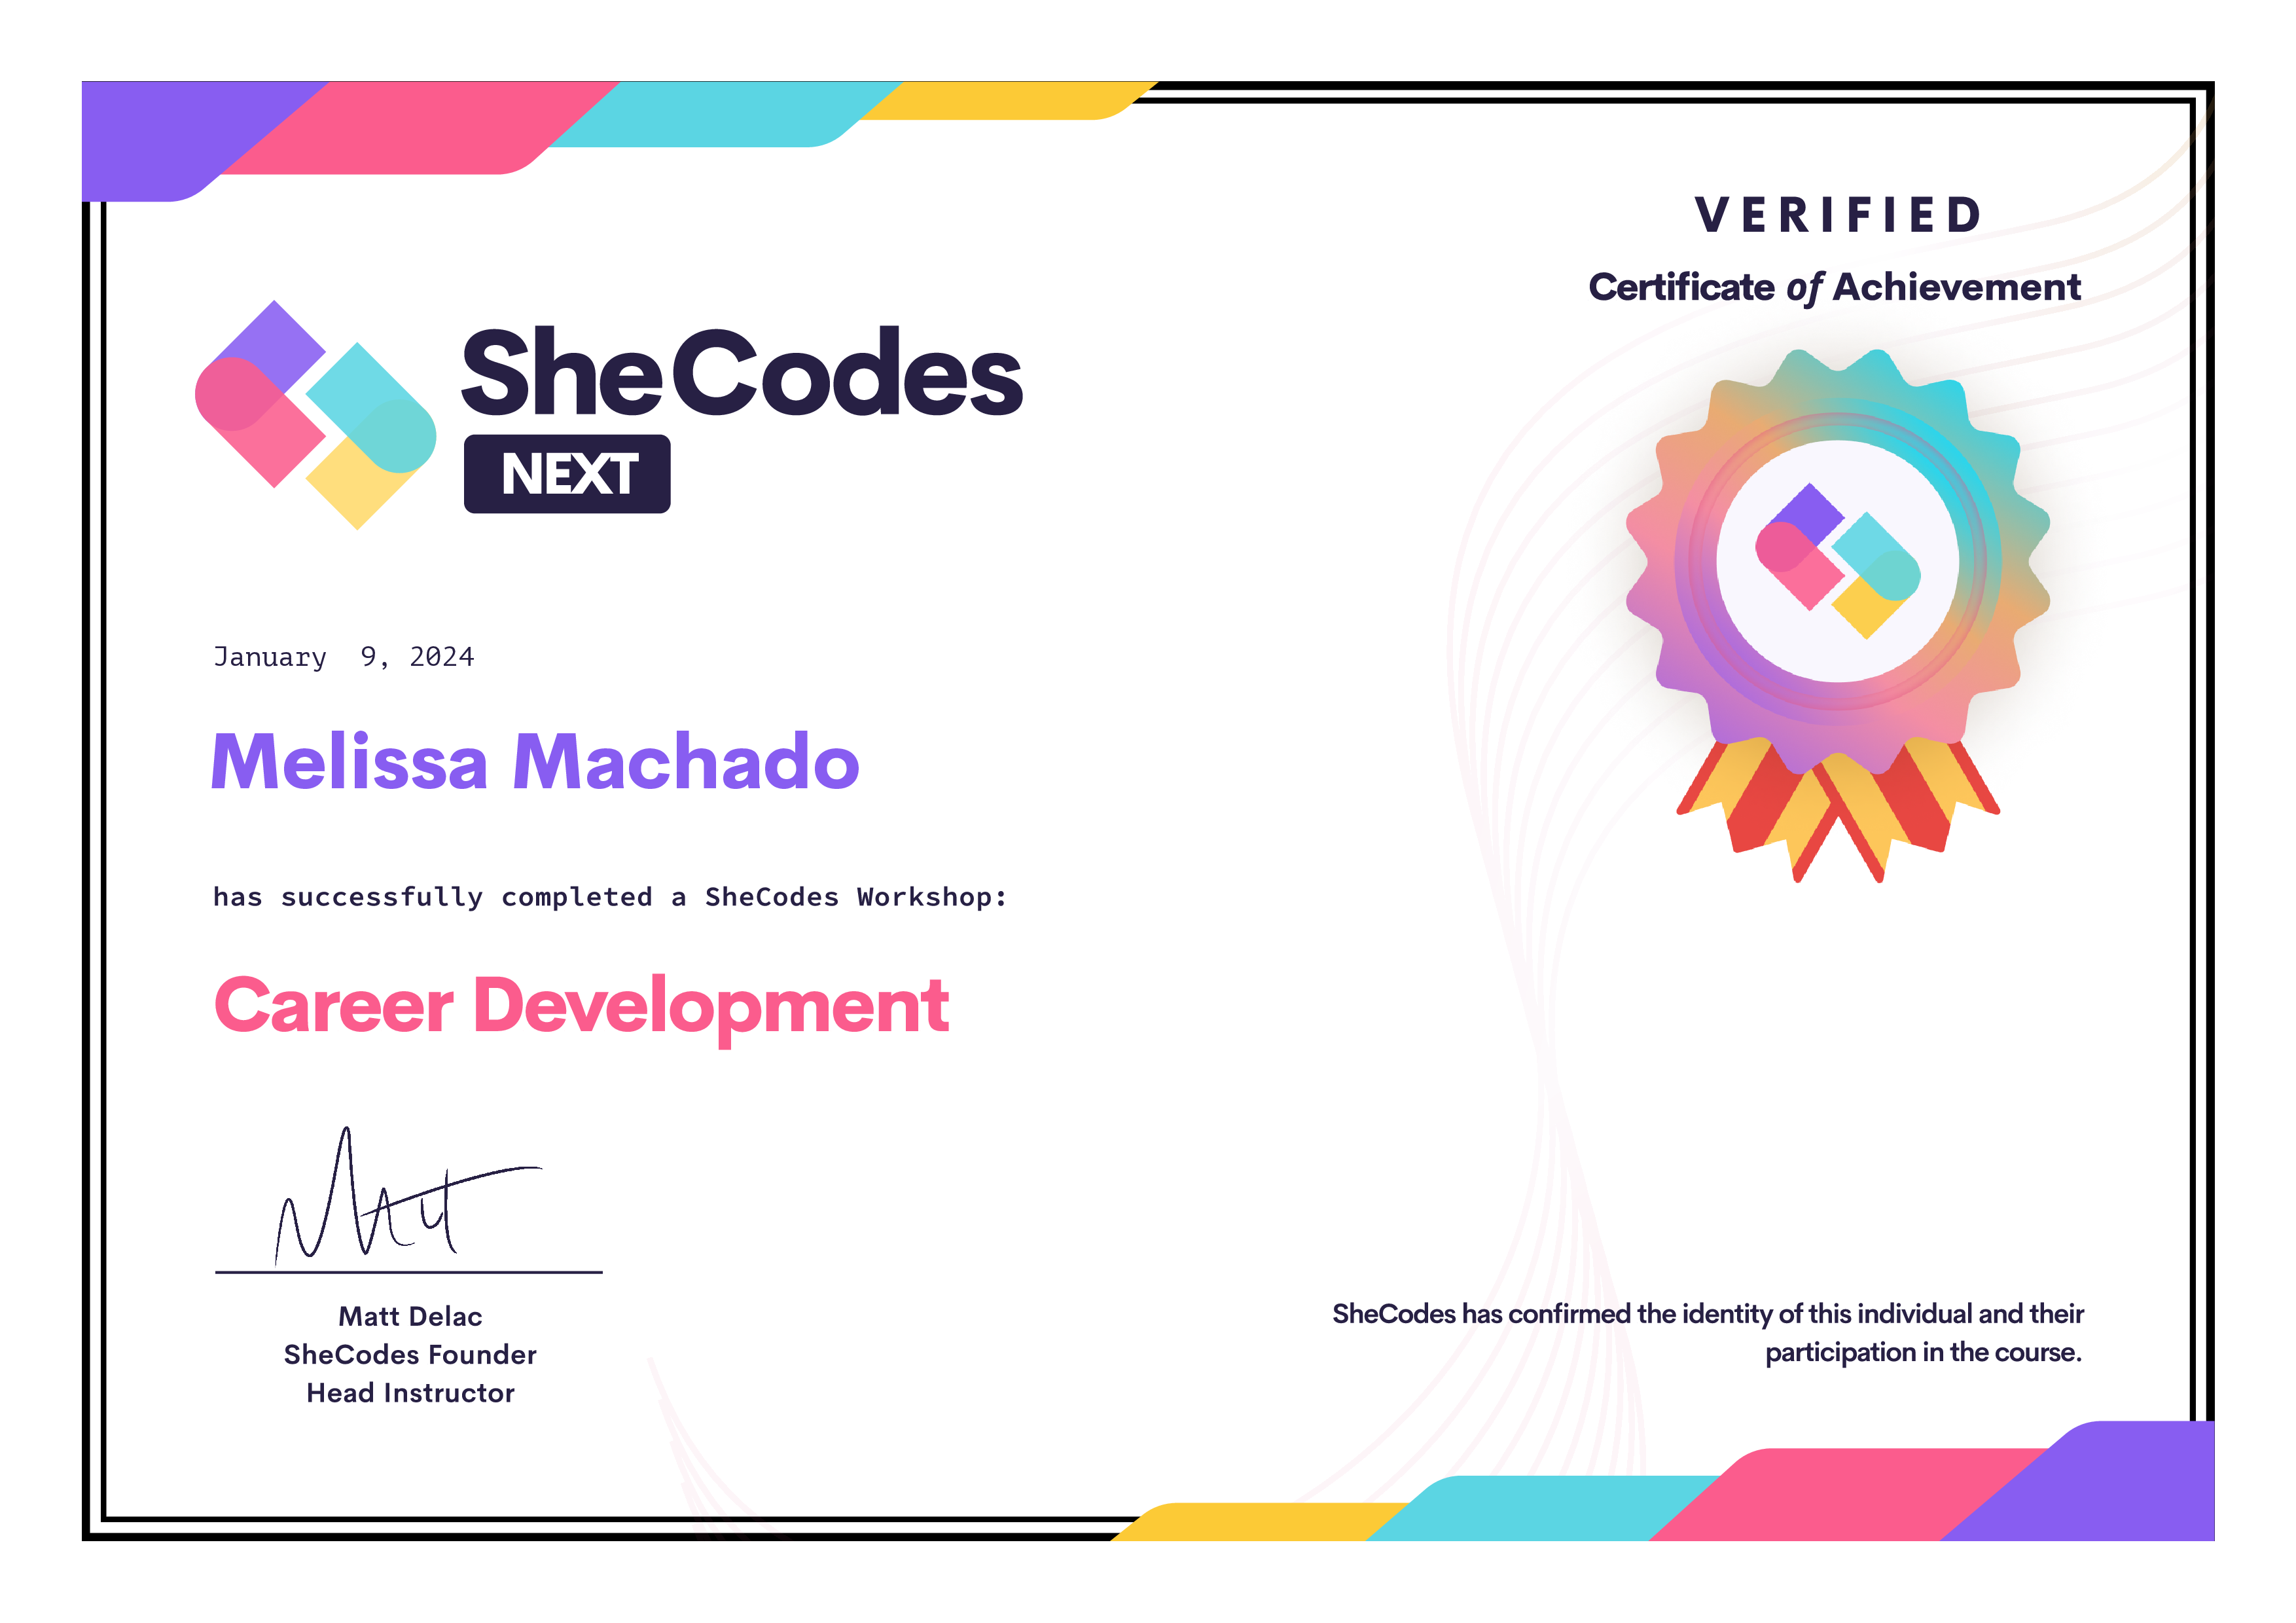 VERIFIED
Certificate of Achievement
SheCodes
NEXT
January  9, 2024
Melissa Machado
has successfully completed a SheCodes Workshop:
Career Development
Matt
Matt Delac
SheCodes Founder
Head Instructor
SheCodes has confirmed the identity of this individual and their
participation in the course.